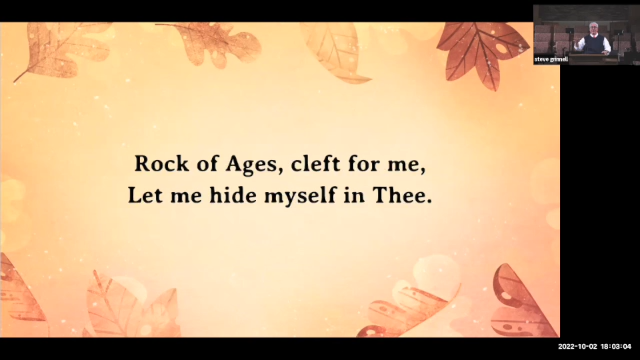 steve grinnell
Rock of Ages, cleft for me,
Let me hide myself in Thee.
2022-10-02 18:03:04